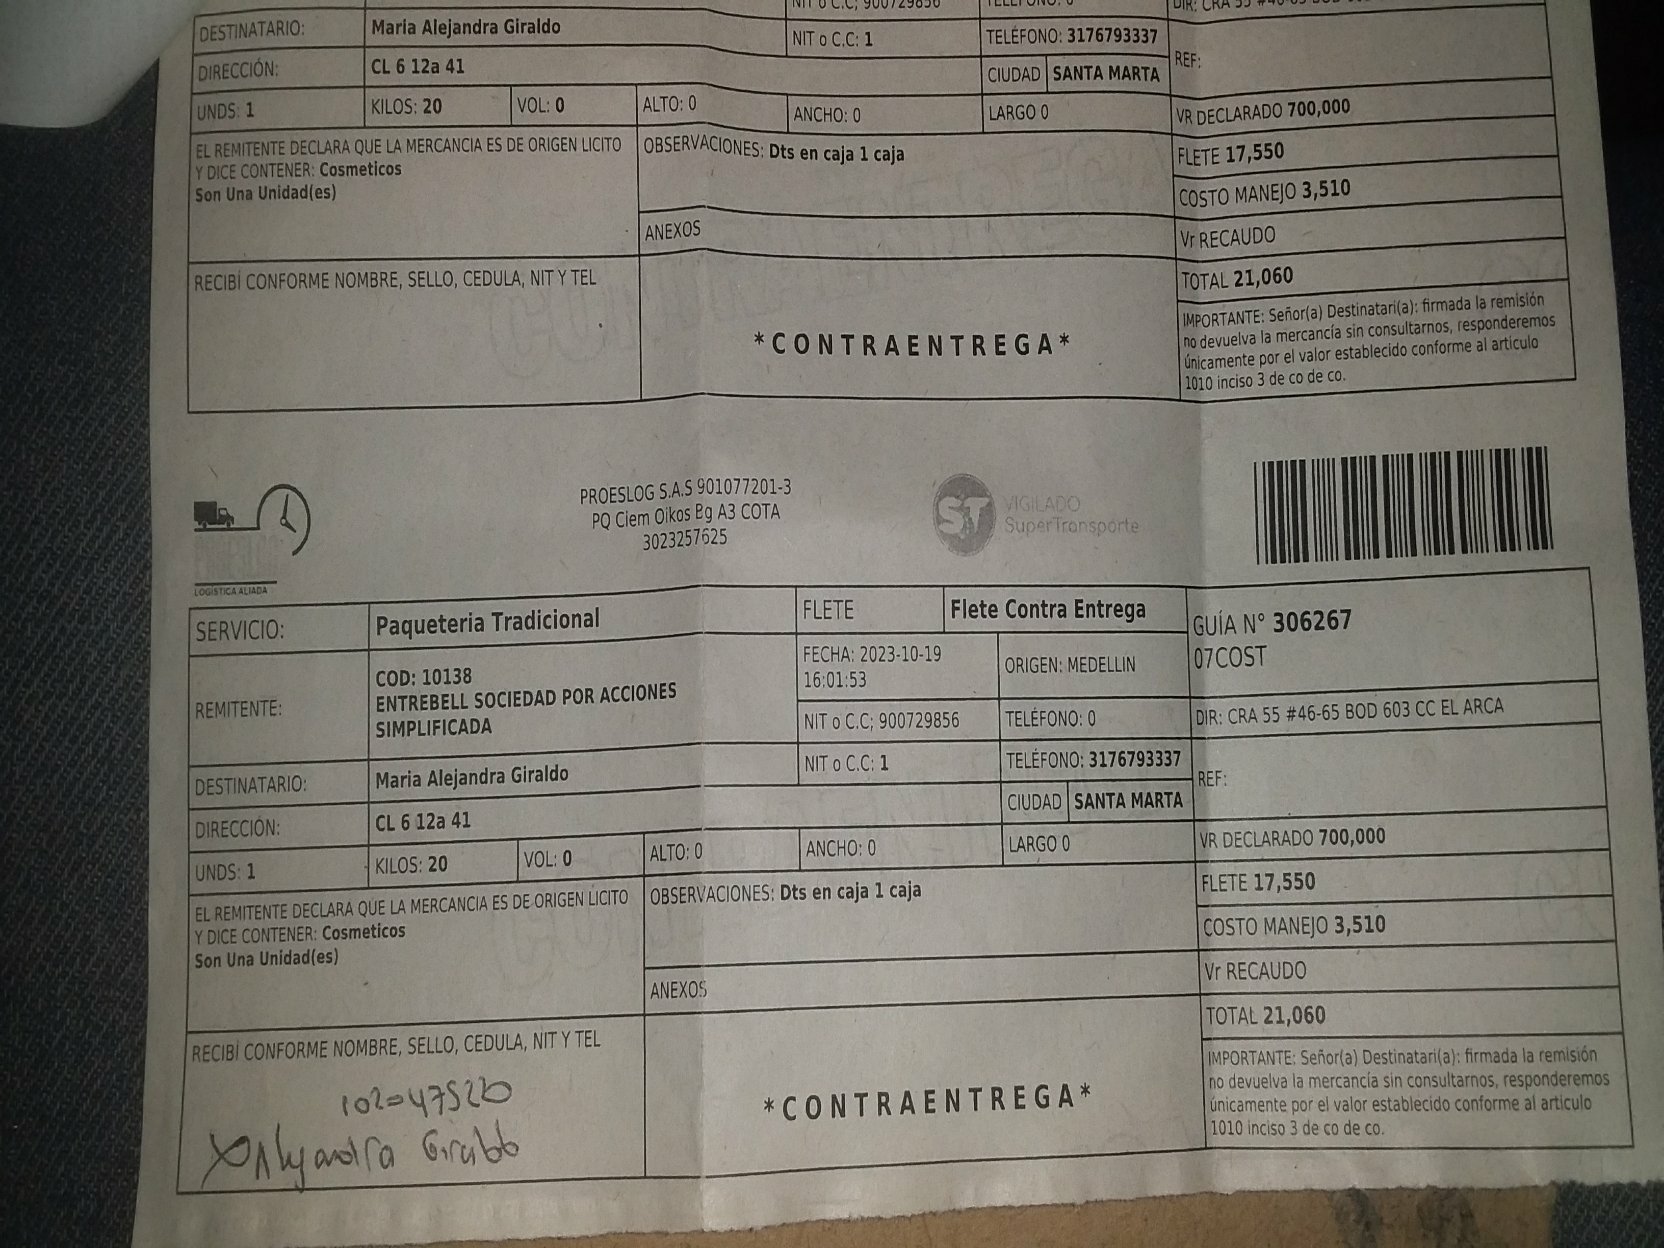 NIT o C.C; 900729856
DESTINATARIO: Maria Alejandra Giraldo NIT o C.C: 1 TELÉFONO: 3176793337 REF:
DIRECCIÓN: CL 6 12a 41 CIUDAD SANTA MARTA
UNDS: 1 KILOS: 20 VOL: 0 ALTO: 0 ANCHO: 0 LARGO 0 VR DECLARADO 700,000
EL REMITENTE DECLARA QUE LA MERCANCIA ES DE ORIGEN LICITO
Y DICE CONTENER: Cosmeticos
Son Una Unidad(es)
OBSERVACIONES: Dts en caja 1 caja
FLETE 17,550
COSTO MANEJO 3,510
ANEXOS
Vr RECAUDO
RECIBÍ CONFORME NOMBRE, SELLO, CEDULA, NIT Y TEL
TOTAL 21,060
*CONTRAENTREGA*
IMPORTANTE: Señor(a) Destinatari(a): firmada la remisión
no devuelva la mercancía sin consultarnos, responderemos
únicamente por el valor establecido conforme al articulo
1010 inciso 3 de co de co.
LOGÍSTICA ALIADA
PROESLOG S.A.S 901077201-3
PQ Ciem Oikos Bg A3 COTA
3023257625
ST
VIGILADO
SuperTransporte
SERVICIO: Paqueteria Tradicional FLETE Flete Contra Entrega
GUÍA N° 306267
07COST
REMITENTE:
COD: 10138
ENTREBELL SOCIEDAD POR ACCIONES
SIMPLIFICADA
FECHA: 2023-10-19
16:01:53
ORIGEN: MEDELLIN
NIT o C.C; 900729856 TELÉFONO: 0 DIR: CRA 55 #46-65 BOD 603 CC EL ARCA
DESTINATARIO: Maria Alejandra Giraldo NIT o C.C: 1 TELÉFONO: 3176793337 REF:
DIRECCIÓN: CL 6 12a 41 CIUDAD SANTA MARTA
UNDS: 1 KILOS: 20 VOL: 0 ALTO: 0 ANCHO: 0 LARGO 0 VR DECLARADO 700,000
EL REMITENTE DECLARA QUE LA MERCANCIA ES DE ORIGEN LICITO
Y DICE CONTENER: Cosmeticos
Son Una Unidad(es)
OBSERVACIONES: Dts en caja 1 caja
FLETE 17,550
COSTO MANEJO 3,510
ANEXOS
Vr RECAUDO
TOTAL 21,060
RECIBÍ CONFORME NOMBRE, SELLO, CEDULA, NIT Y TEL
Giraldo
*CONTRAENTREGA*
IMPORTANTE: Señor(a) Destinatari(a): firmada la remisión
no devuelva la mercancía sin consultarnos, responderemos
únicamente por el valor establecido conforme al articulo
1010 inciso 3 de co de co.